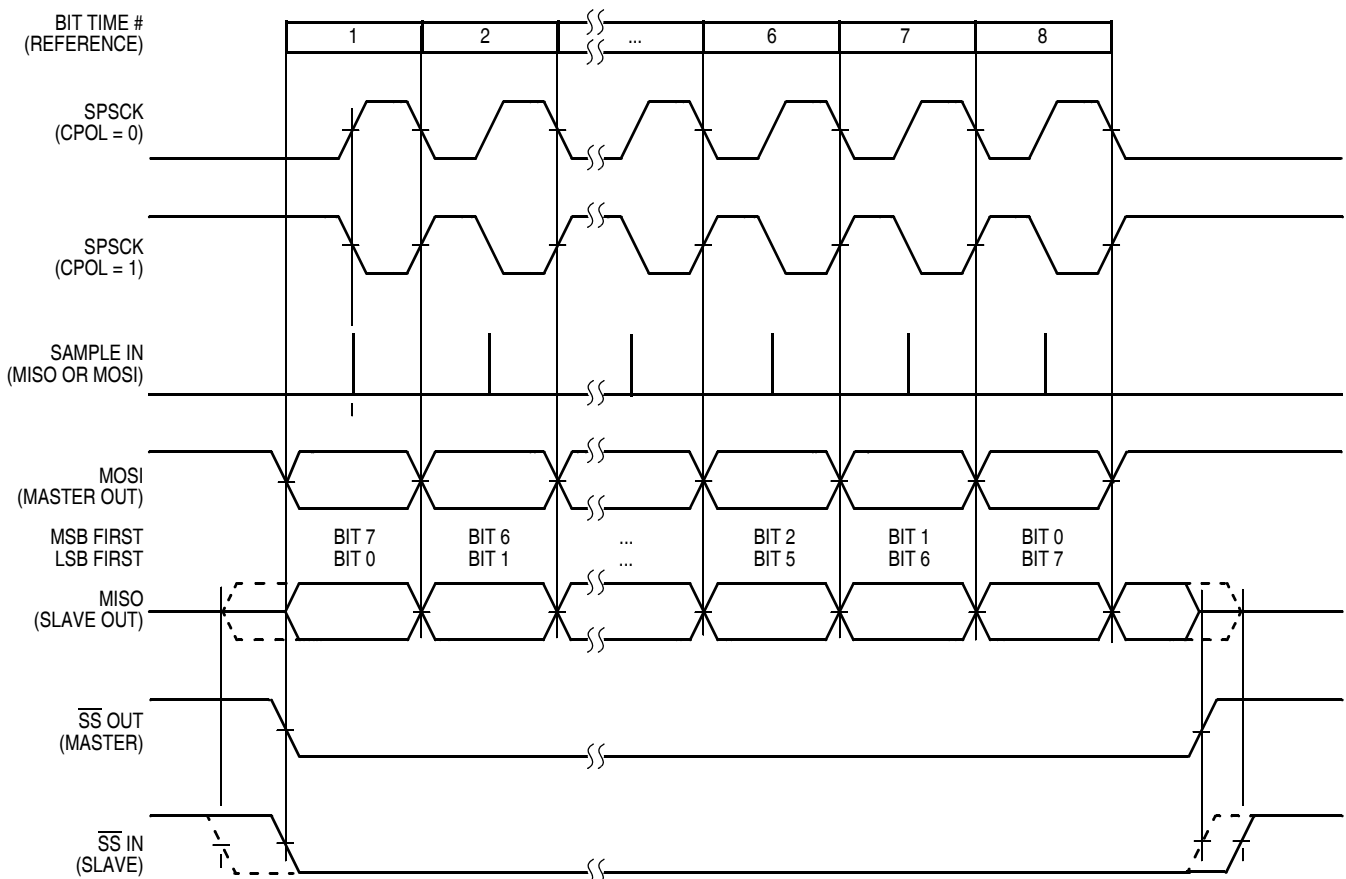 BIT TIME #
(REFERENCE)
1 2 ... 6 7 8
SPSCK
(CPOL = 0)
SPSCK
(CPOL = 1)
SAMPLE IN
(MISO OR MOSI)
MOSI
(MASTER OUT)
MSB FIRST BIT 7 BIT 6 ... BIT 2 BIT 1 BIT 0
LSB FIRST BIT 0 BIT 1 ... BIT 5 BIT 6 BIT 7
MISO
(SLAVE OUT)
SS OUT
(MASTER)
SS IN
(SLAVE)